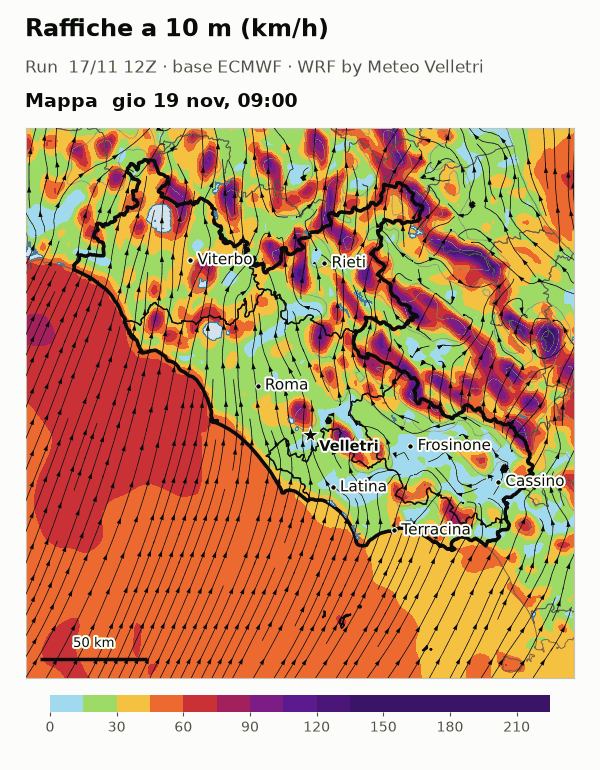 Raffiche a 10 m (km/h)
Run  17/11 12Z · base ECMWF · WRF by Meteo Velletri
Mappa  gio 19 nov, 09:00
Viterbo
Rieti
Roma
Velletri
Frosinone
Latina
Cassino
Terracina
50 km
0 30 60 90 120 150 180 210